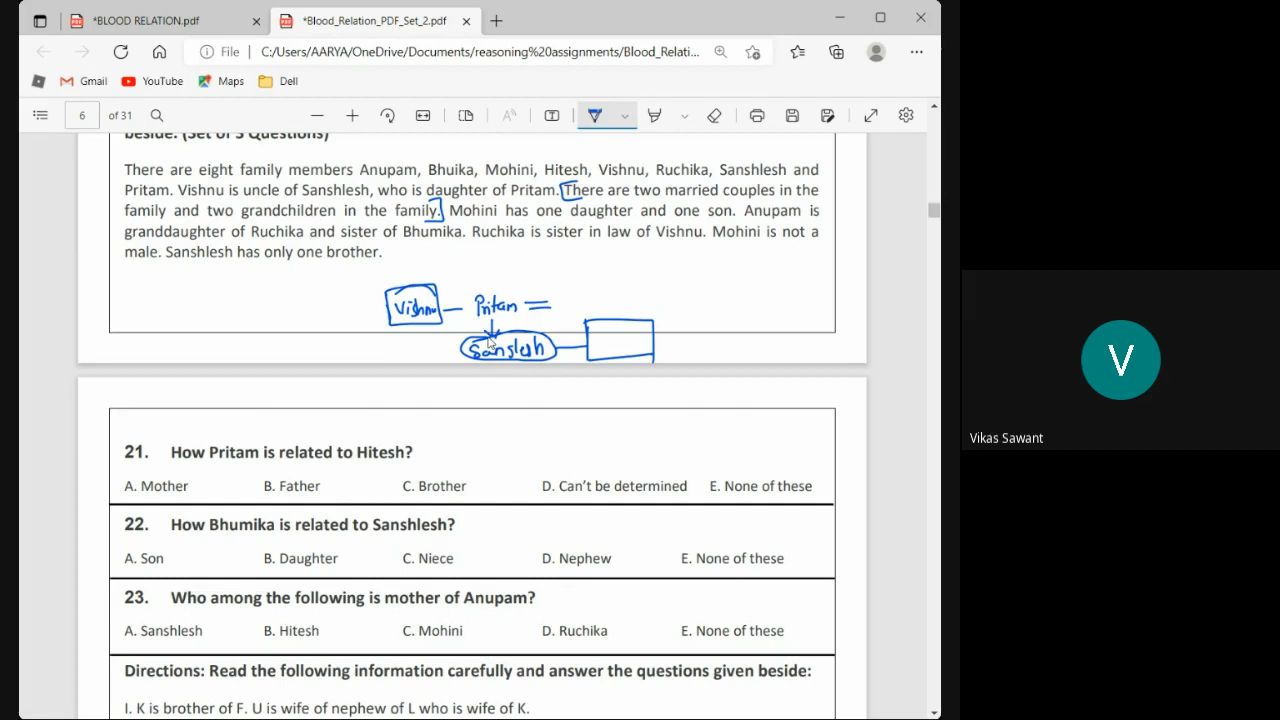 *BLOOD RELATION.pdf
*Blood_Relation_PDF_Set_2.pdf
File
C:/Users/AARYA/OneDrive/Documents/reasoning%20assignments/Blood_Relati...
Gmail
YouTube
Maps
Dell
6 of 31
beside: (Set of 3 Questions)
There are eight family members Anupam, Bhuika, Mohini, Hitesh, Vishnu, Ruchika, Sanshlesh and
Pritam. Vishnu is uncle of Sanshlesh, who is daughter of Pritam. There are two married couples in the
family and two grandchildren in the family. Mohini has one daughter and one son. Anupam is
granddaughter of Ruchika and sister of Bhumika. Ruchika is sister in law of Vishnu. Mohini is not a
male. Sanshlesh has only one brother.
Vishnu — Pritam =
Sanslesh
21. How Pritam is related to Hitesh?
A. Mother B. Father C. Brother D. Can't be determined E. None of these
22. How Bhumika is related to Sanshlesh?
A. Son B. Daughter C. Niece D. Nephew E. None of these
23. Who among the following is mother of Anupam?
A. Sanshlesh B. Hitesh C. Mohini D. Ruchika E. None of these
Directions: Read the following information carefully and answer the questions given beside:
I. K is brother of F. U is wife of nephew of L who is wife of K.
V
Vikas Sawant